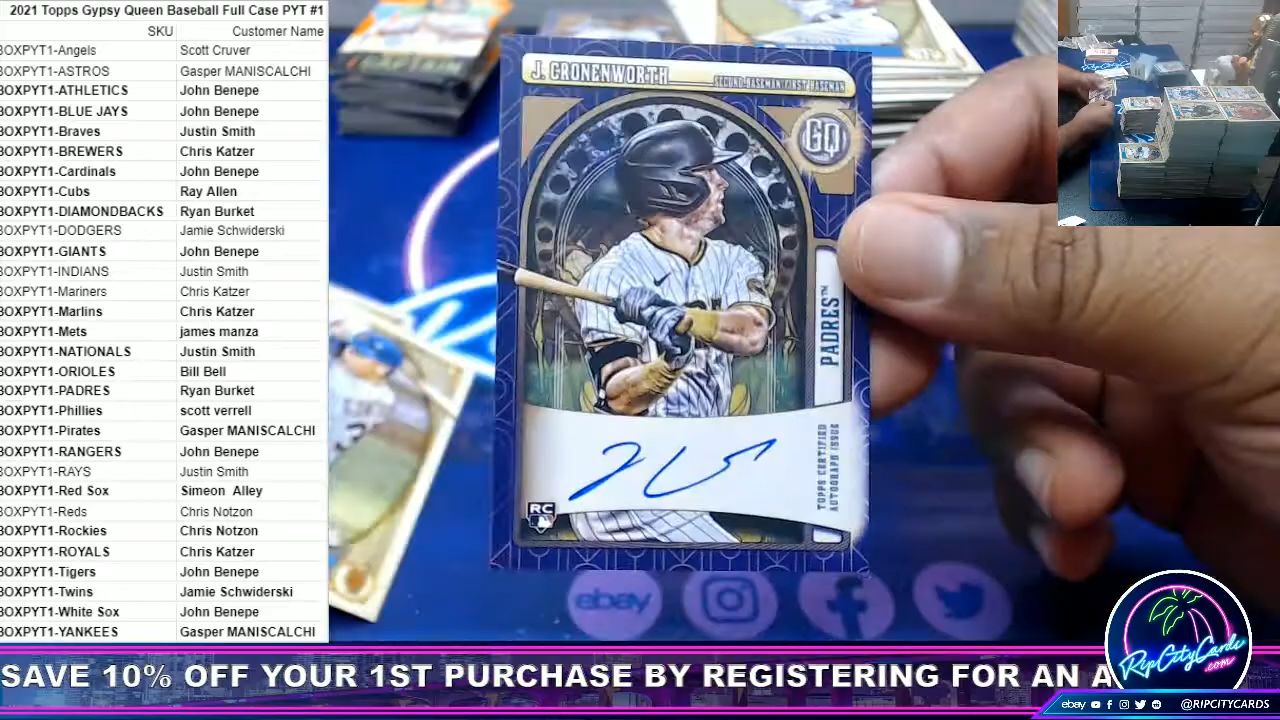 2021 Topps Gypsy Queen Baseball Full Case PYT #1
SKU Customer Name
BOXPYT1-Angels Scott Cruver
BOXPYT1-ASTROS Gasper MANISCALCHI
BOXPYT1-ATHLETICS John Benepe
BOXPYT1-BLUE JAYS John Benepe
BOXPYT1-Braves Justin Smith
BOXPYT1-BREWERS Chris Katzer
BOXPYT1-Cardinals John Benepe
BOXPYT1-Cubs Ray Allen
BOXPYT1-DIAMONDBACKS Ryan Burket
BOXPYT1-DODGERS Jamie Schwiderski
BOXPYT1-GIANTS John Benepe
BOXPYT1-INDIANS Justin Smith
BOXPYT1-Mariners Chris Katzer
BOXPYT1-Marlins Chris Katzer
BOXPYT1-Mets james manza
BOXPYT1-NATIONALS Justin Smith
BOXPYT1-ORIOLES Bill Bell
BOXPYT1-PADRES Ryan Burket
BOXPYT1-Phillies scott verrell
BOXPYT1-Pirates Gasper MANISCALCHI
BOXPYT1-RANGERS John Benepe
BOXPYT1-RAYS Justin Smith
BOXPYT1-Red Sox Simeon Alley
BOXPYT1-Reds Chris Notzon
BOXPYT1-Rockies Chris Notzon
BOXPYT1-ROYALS Chris Katzer
BOXPYT1-Tigers John Benepe
BOXPYT1-Twins Jamie Schwiderski
BOXPYT1-White Sox John Benepe
BOXPYT1-YANKEES Gasper MANISCALCHI
J. CRONENWORTH
SECOND BASEMAN/FIRST BASEMAN
GQ
PADRES™
TOPPS CERTIFIED
AUTOGRAPH ISSUE
RC
ebay
SAVE 10% OFF YOUR 1ST PURCHASE BY REGISTERING FOR AN A
RipCityCards
.com
ebay @RIPCITYCARDS